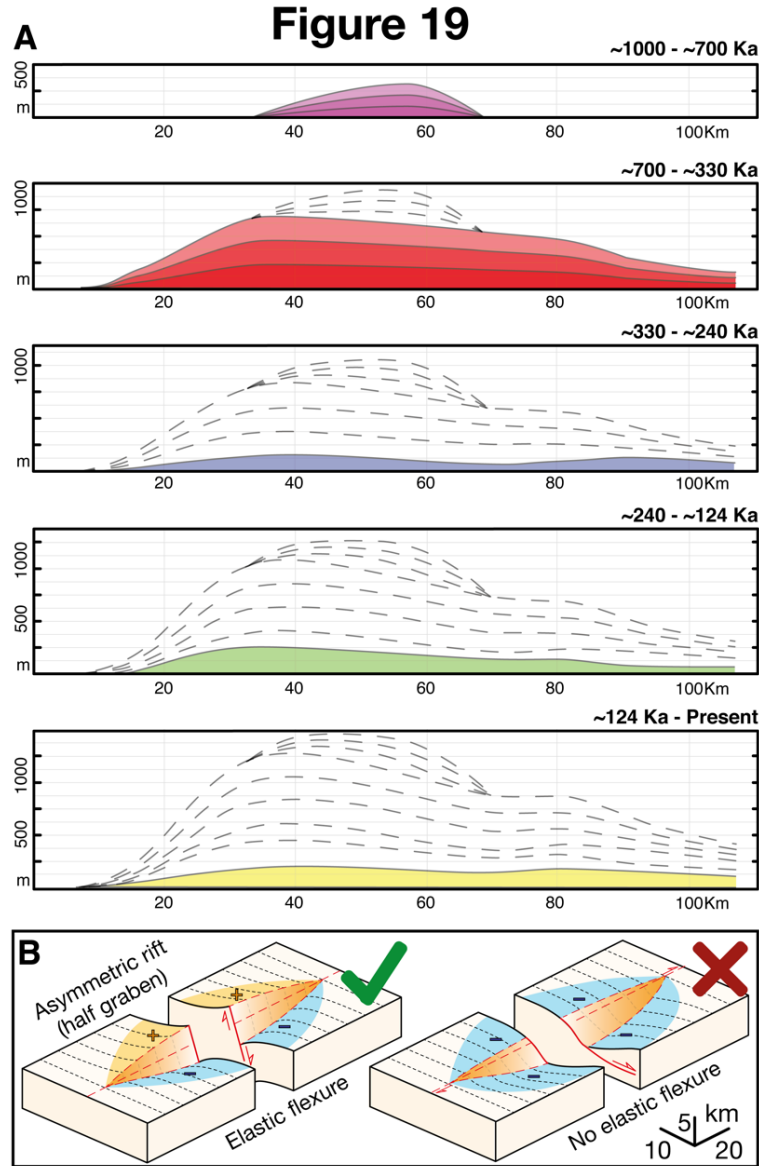 Figure 19
A
~1000 - ~700 Ka
500
m
20 40 60 80 100Km
~700 - ~330 Ka
1000
m
20 40 60 80 100Km
~330 - ~240 Ka
1000
m
20 40 60 80 100Km
~240 - ~124 Ka
1000
500
m
20 40 60 80 100Km
~124 Ka - Present
1000
500
m
20 40 60 80 100Km
B
Asymmetric rift
(half graben)
+
+
-
-
Elastic flexure
-
-
-
-
No elastic flexure
5 km
10 20